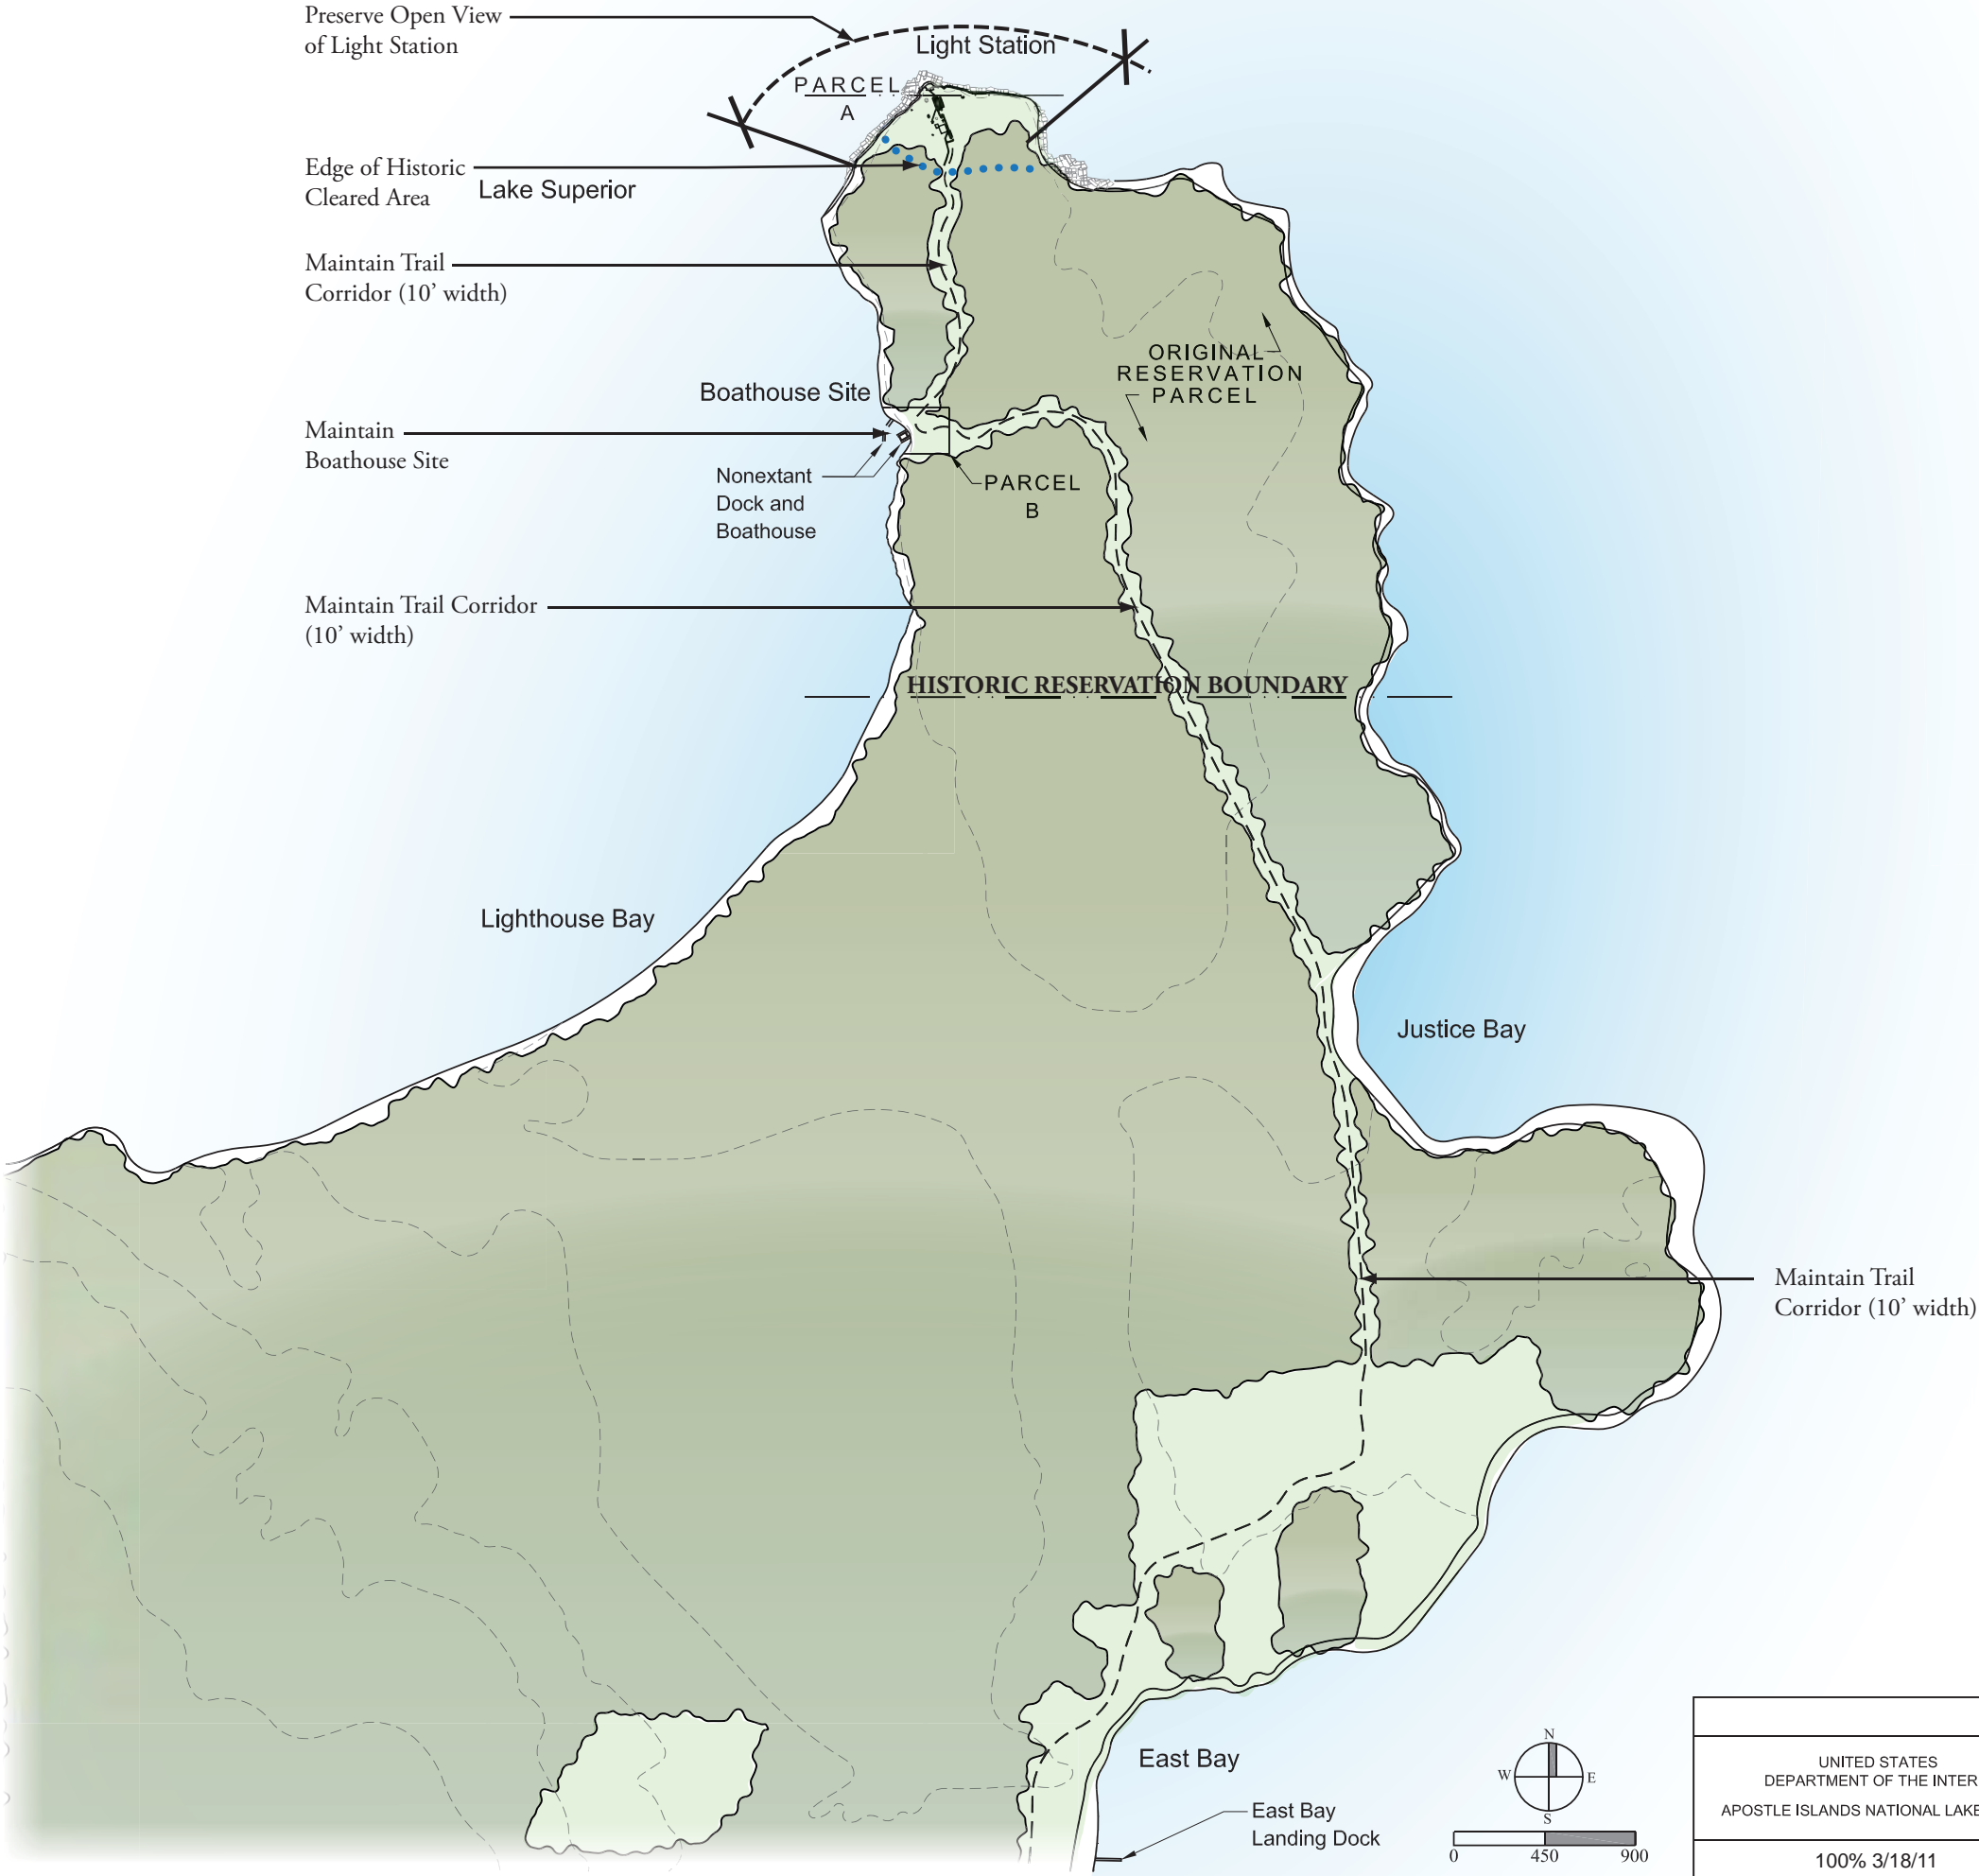 Preserve Open View
of Light Station
Light Station
PARCEL
A
Edge of Historic
Cleared Area
Lake Superior
Maintain Trail
Corridor (10’ width)
ORIGINAL
RESERVATION
PARCEL
Boathouse Site
Maintain
Boathouse Site
Nonextant
Dock and
Boathouse
PARCEL
B
Maintain Trail Corridor
(10’ width)
HISTORIC RESERVATION BOUNDARY
Lighthouse Bay
Justice Bay
Maintain Trail
Corridor (10’ width)
East Bay
East Bay
Landing Dock
N
W E
S
0 450 900
UNITED STATES
DEPARTMENT OF THE INTER
APOSTLE ISLANDS NATIONAL LAKE
100% 3/18/11